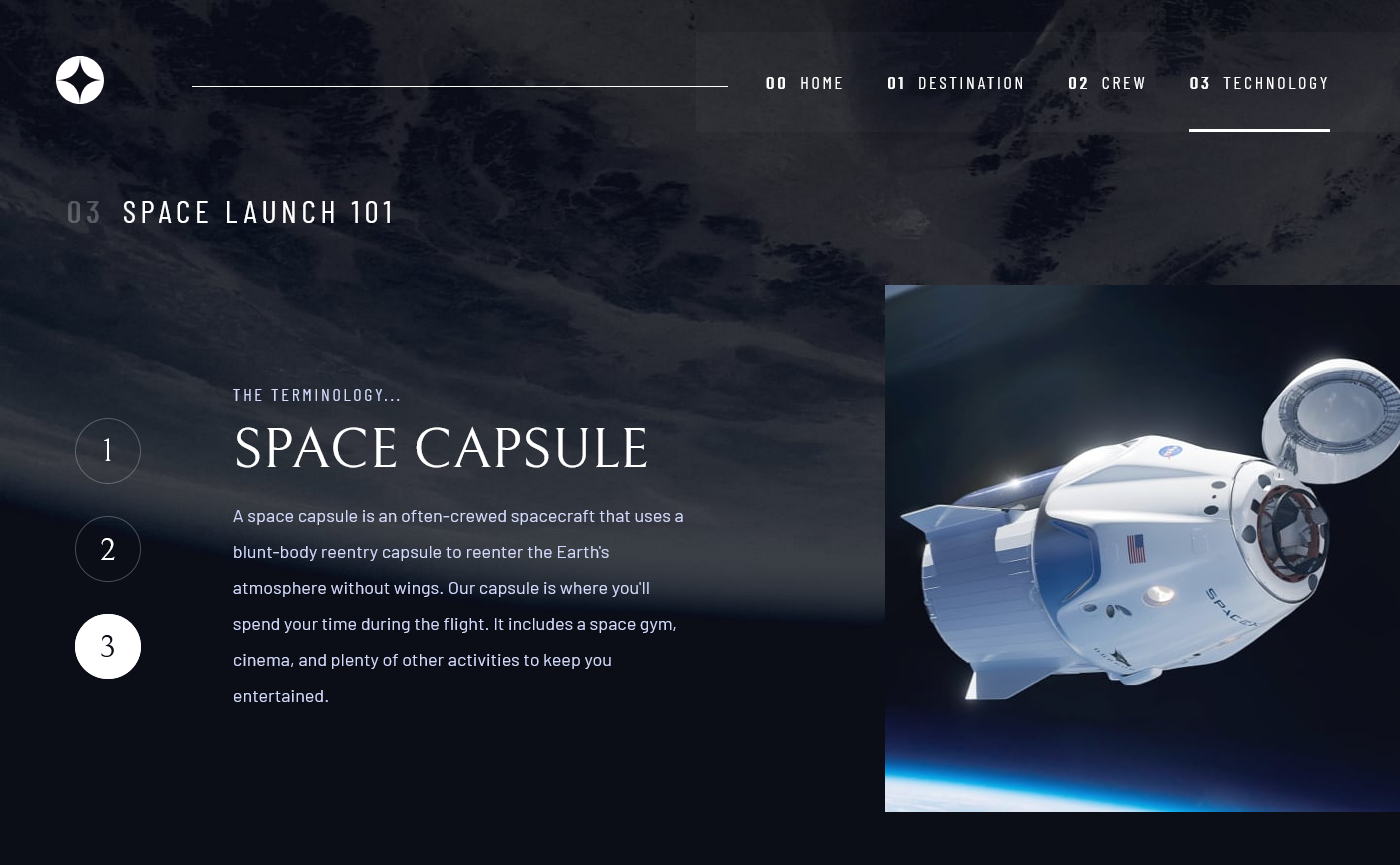 00 HOME 01 DESTINATION 02 CREW 03 TECHNOLOGY
03 SPACE LAUNCH 101
THE TERMINOLOGY...
SPACE CAPSULE
A space capsule is an often-crewed spacecraft that uses a
blunt-body reentry capsule to reenter the Earth's
atmosphere without wings. Our capsule is where you'll
spend your time during the flight. It includes a space gym,
cinema, and plenty of other activities to keep you
entertained.
1
2
3
SPACEX